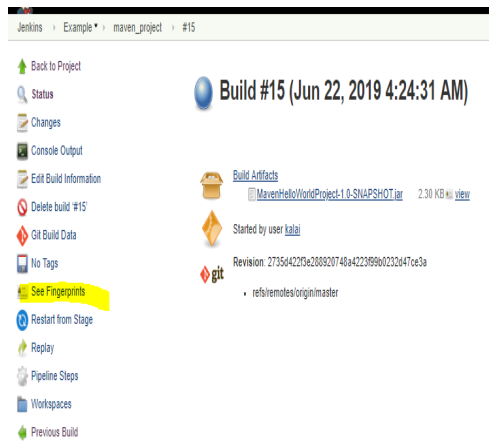 Jenkins › Example ▾ › maven_project › #15
Back to Project
Status
Changes
Console Output
Edit Build Information
Delete build '#15'
Git Build Data
No Tags
See Fingerprints
Restart from Stage
Replay
Pipeline Steps
Workspaces
Previous Build
Build #15 (Jun 22, 2019 4:24:31 AM)
Build Artifacts
MavenHelloWorldProject-1.0-SNAPSHOT.jar 2.30 KB view
Started by user kalai
git
Revision: 2735d422f3e288920748a4223f99b0232d47ce3a
• refs/remotes/origin/master